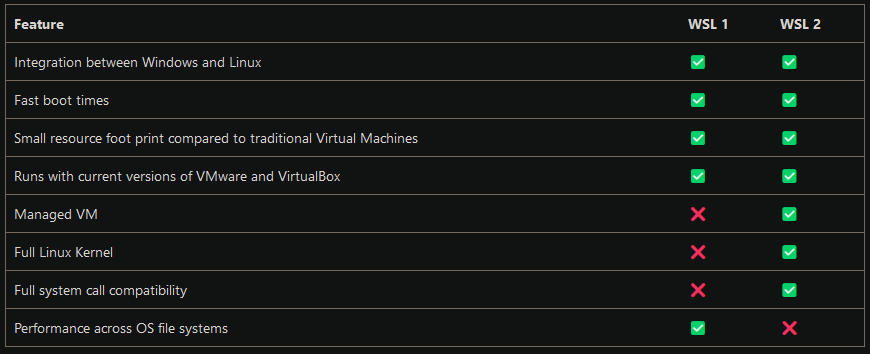 Feature WSL 1 WSL 2
Integration between Windows and Linux ✅ ✅
Fast boot times ✅ ✅
Small resource foot print compared to traditional Virtual Machines ✅ ✅
Runs with current versions of VMware and VirtualBox ✅ ✅
Managed VM ❌ ✅
Full Linux Kernel ❌ ✅
Full system call compatibility ❌ ✅
Performance across OS file systems ✅ ❌